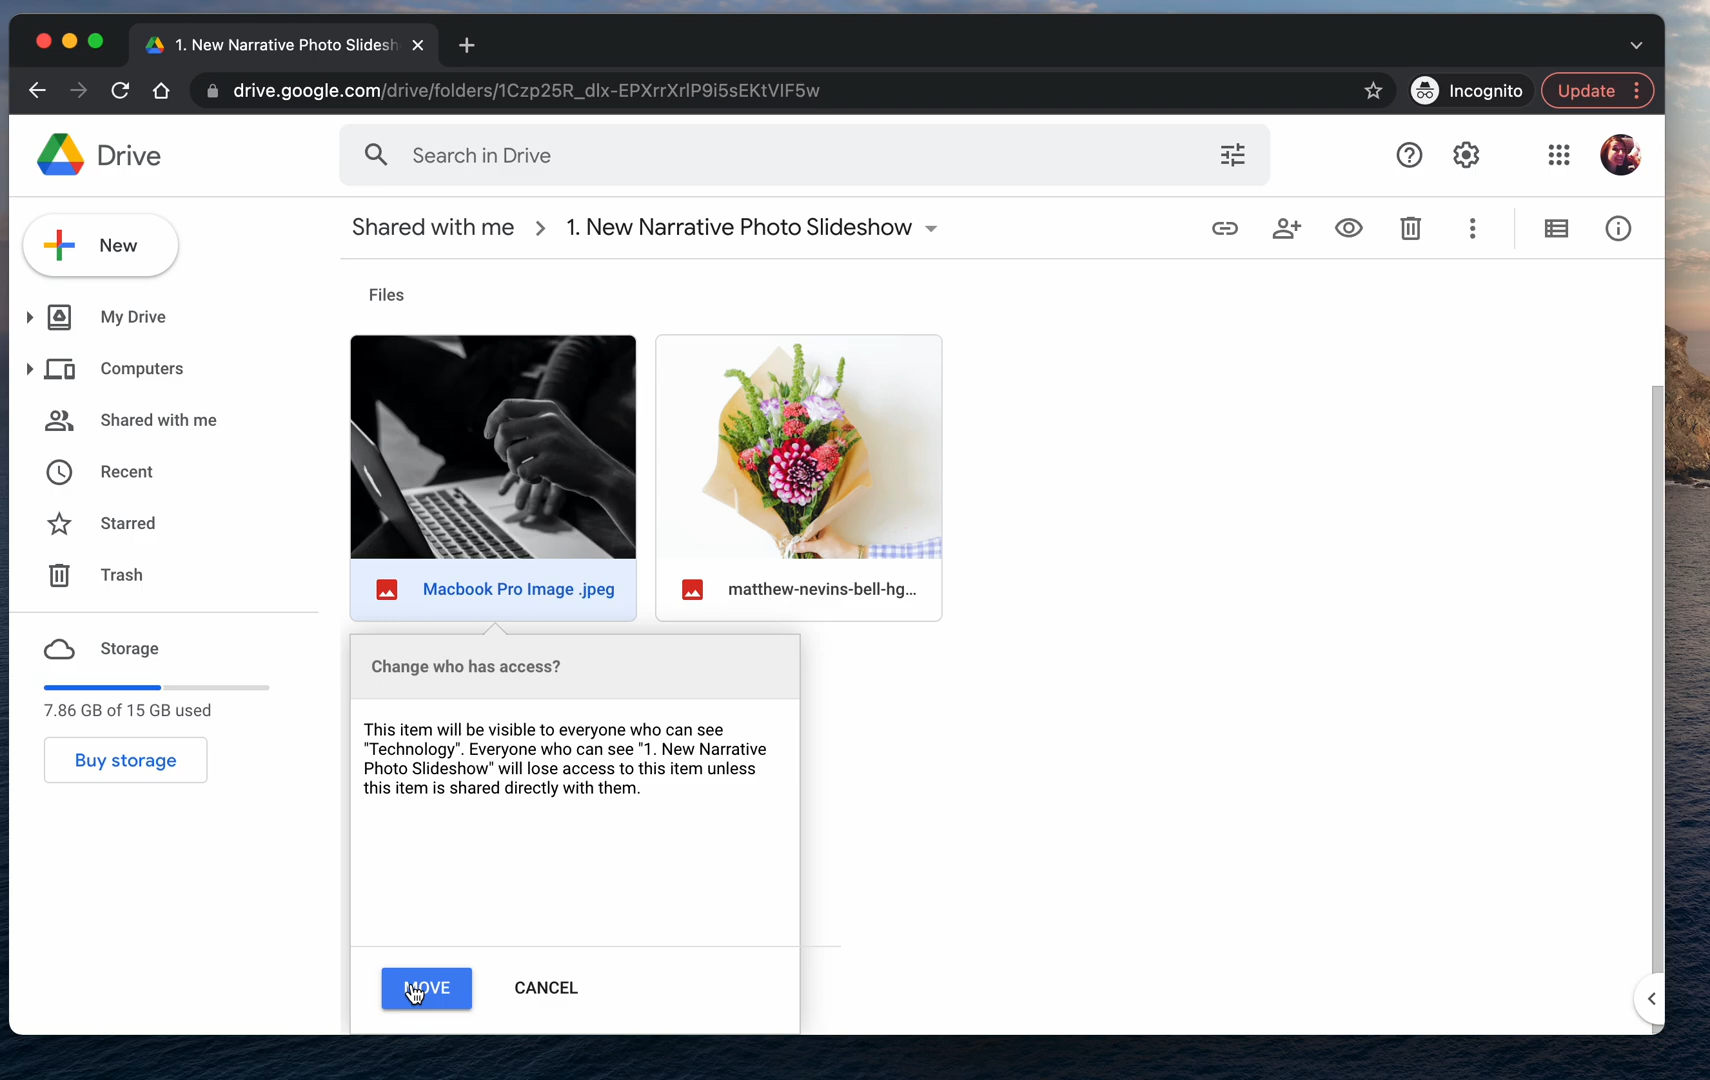 1. New Narrative Photo Slidesh
drive.google.com/drive/folders/1Czp25R_dlx-EPXrrXrlP9i5sEKtVIF5w
Incognito
Update
Drive
Search in Drive
New
Shared with me
1. New Narrative Photo Slideshow
My Drive
Computers
Shared with me
Recent
Starred
Trash
Storage
7.86 GB of 15 GB used
Buy storage
Files
Macbook Pro Image .jpeg
matthew-nevins-bell-hg...
Change who has access?
This item will be visible to everyone who can see
"Technology". Everyone who can see "1. New Narrative
Photo Slideshow" will lose access to this item unless
this item is shared directly with them.
MOVE
CANCEL